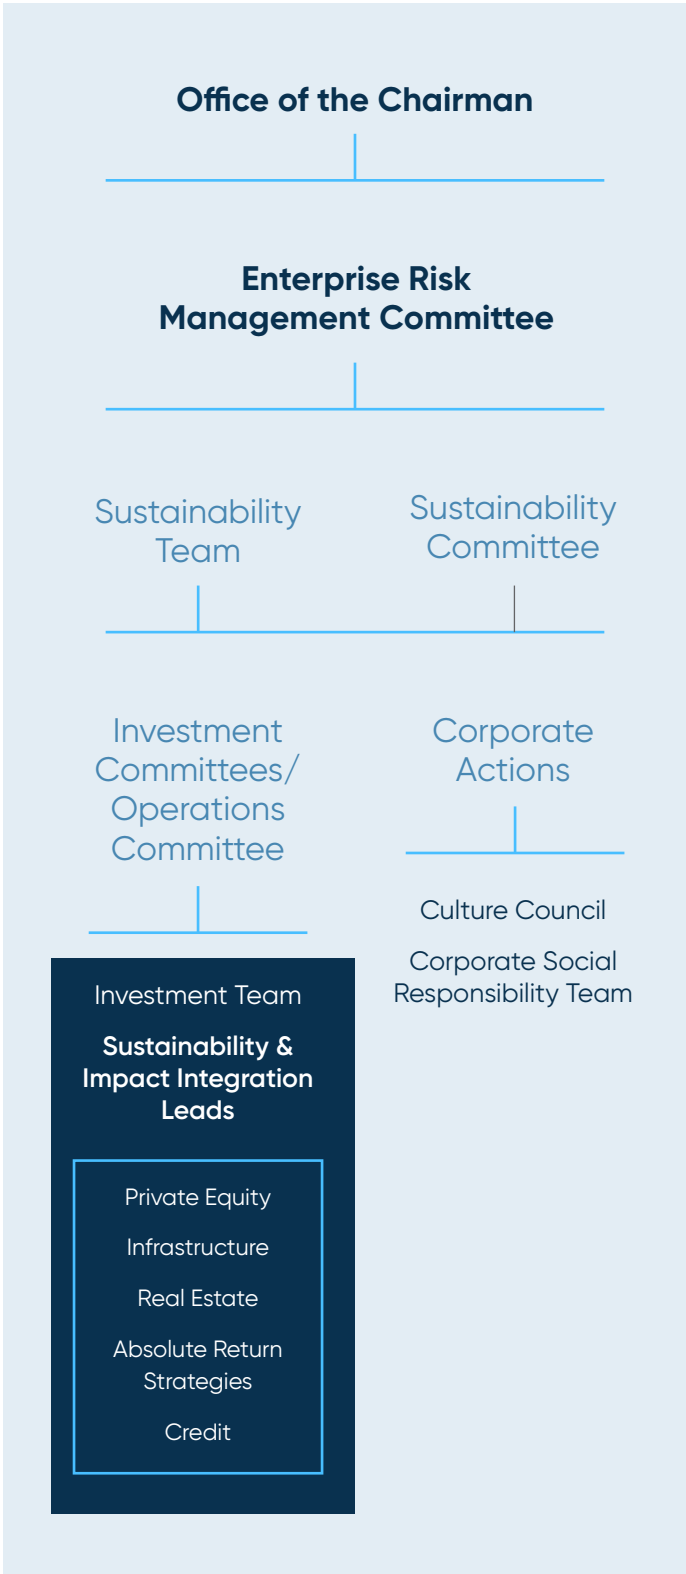 Office of the Chairman
Enterprise Risk
Management Committee
Sustainability
Team
Sustainability
Committee
Investment
Committees/
Operations
Committee
Corporate
Actions
Culture Council
Corporate Social
Responsibility Team
Investment Team
Sustainability &
Impact Integration
Leads
Private Equity
Infrastructure
Real Estate
Absolute Return
Strategies
Credit